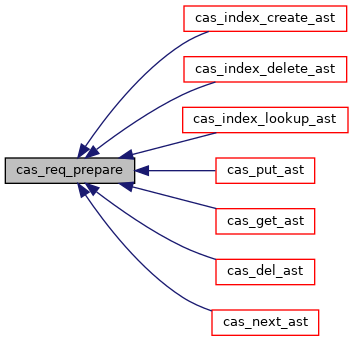 cas_index_create_ast
cas_index_delete_ast
cas_index_lookup_ast
cas_req_prepare
cas_put_ast
cas_get_ast
cas_del_ast
cas_next_ast